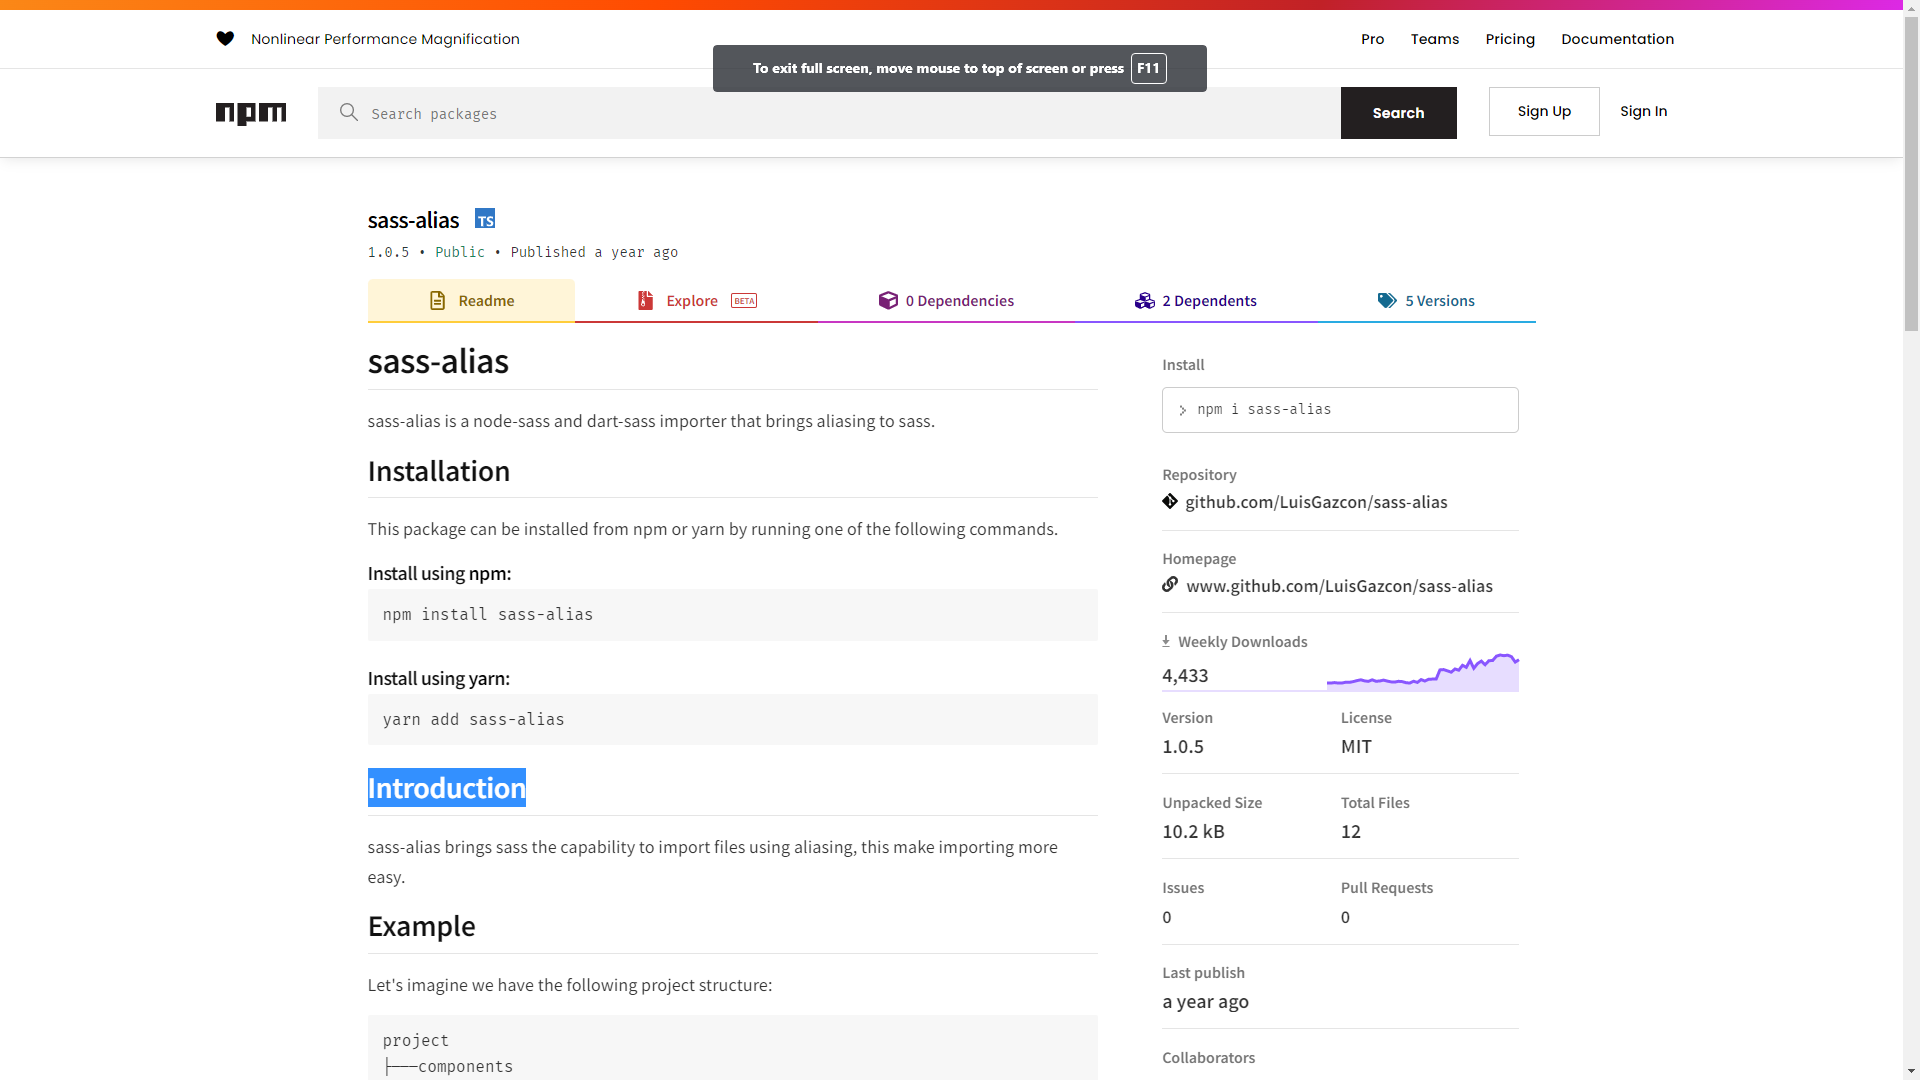 Nonlinear Performance Magnification
Pro
Teams
Pricing
Documentation
To exit full screen, move mouse to top of screen or press F11
npm
Search packages
Search
Sign Up
Sign In
sass-alias TS
1.0.5 • Public • Published a year ago
Readme
Explore BETA
0 Dependencies
2 Dependents
5 Versions
sass-alias
sass-alias is a node-sass and dart-sass importer that brings aliasing to sass.
Installation
This package can be installed from npm or yarn by running one of the following commands.
Install using npm:
npm install sass-alias
Install using yarn:
yarn add sass-alias
Introduction
sass-alias brings sass the capability to import files using aliasing, this make importing more
easy.
Example
Let's imagine we have the following project structure:
project
├──components
Install
npm i sass-alias
Repository
github.com/LuisGazcon/sass-alias
Homepage
www.github.com/LuisGazcon/sass-alias
Weekly Downloads
4,433
Version
1.0.5
License
MIT
Unpacked Size
10.2 kB
Total Files
12
Issues
0
Pull Requests
0
Last publish
a year ago
Collaborators